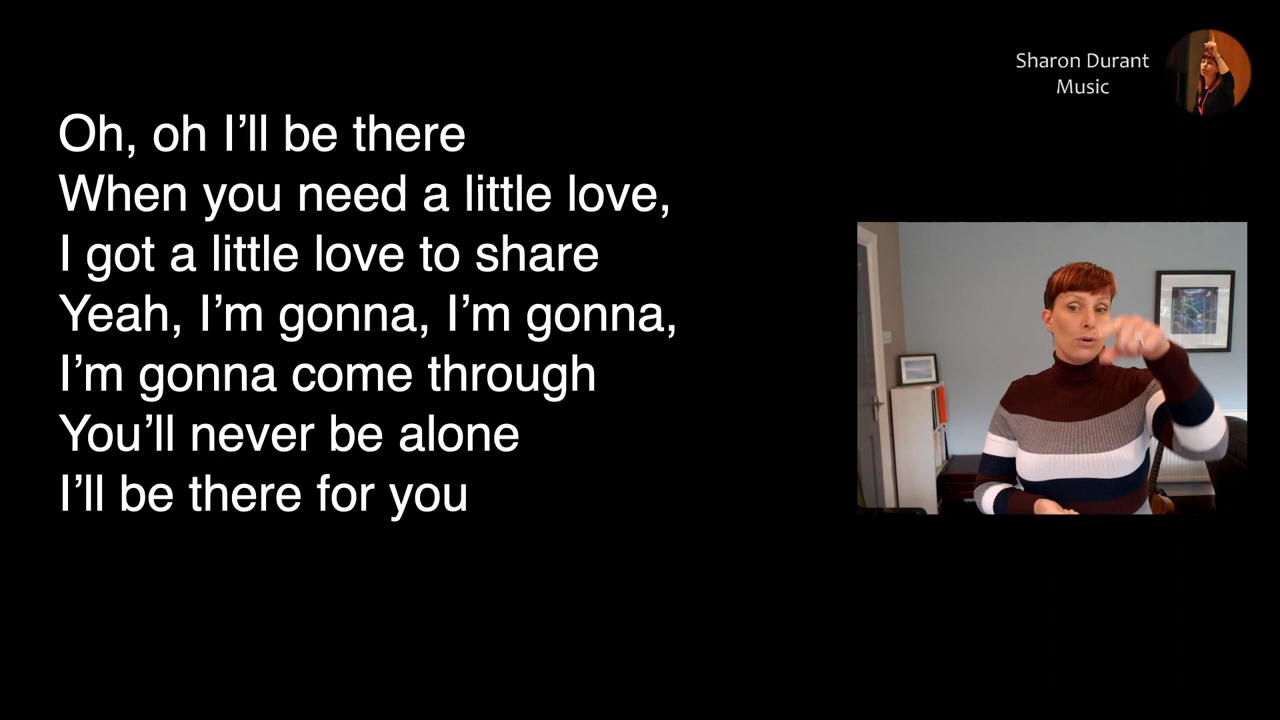 Sharon Durant
Music
Oh, oh I’ll be there
When you need a little love,
I got a little love to share
Yeah, I’m gonna, I’m gonna,
I’m gonna come through
You’ll never be alone
I’ll be there for you